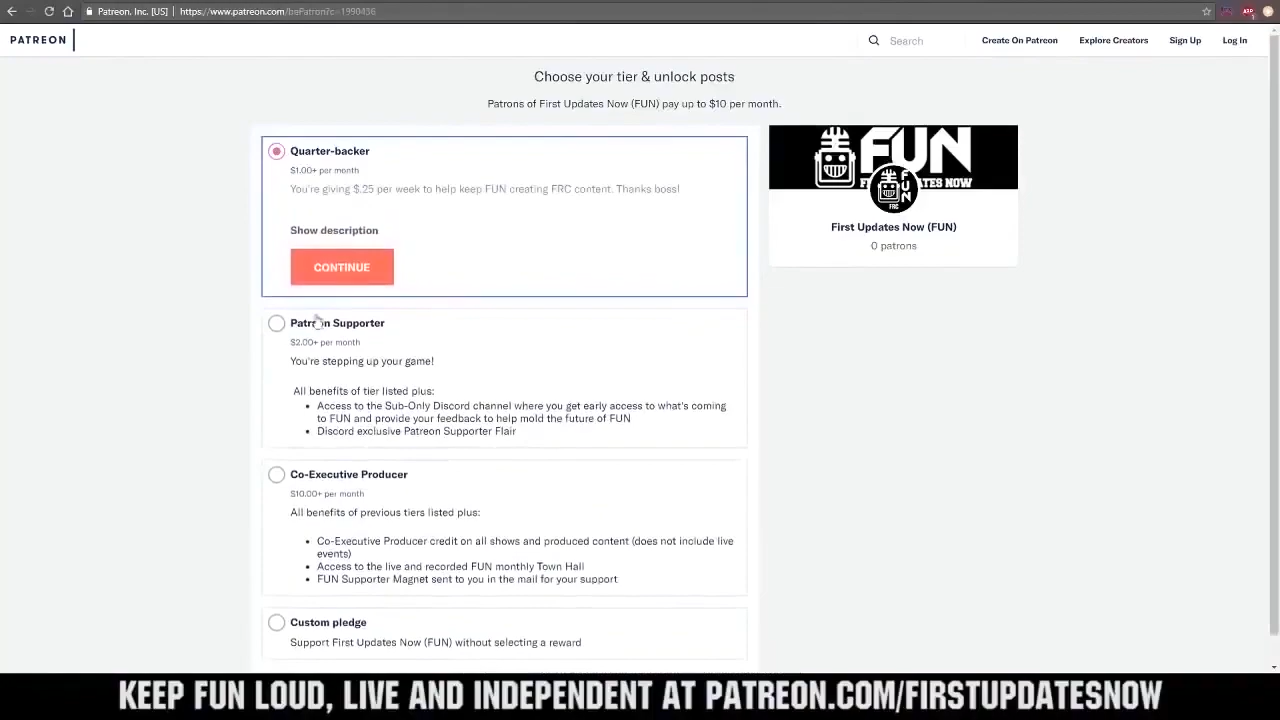 Patreon, Inc. [US] | https://www.patreon.com/bePatron?c=1990436
PATREON
Search
Create On Patreon
Explore Creators
Sign Up
Log In
Choose your tier & unlock posts
Patrons of First Updates Now (FUN) pay up to $10 per month.
Quarter-backer
$1.00+ per month
You're giving $.25 per week to help keep FUN creating FRC content. Thanks boss!
Show description
CONTINUE
Patreon Supporter
$2.00+ per month
You're stepping up your game!
All benefits of tier listed plus:
• Access to the Sub-Only Discord channel where you get early access to what's coming
to FUN and provide your feedback to help mold the future of FUN
• Discord exclusive Patreon Supporter Flair
Co-Executive Producer
$10.00+ per month
All benefits of previous tiers listed plus:
• Co-Executive Producer credit on all shows and produced content (does not include live
events)
• Access to the live and recorded FUN monthly Town Hall
• FUN Supporter Magnet sent to you in the mail for your support
Custom pledge
Support First Updates Now (FUN) without selecting a reward
FUN
FUN
FRC
First Updates Now (FUN)
0 patrons
KEEP FUN LOUD, LIVE AND INDEPENDENT AT PATREON.COM/FIRSTUPDATESNOW